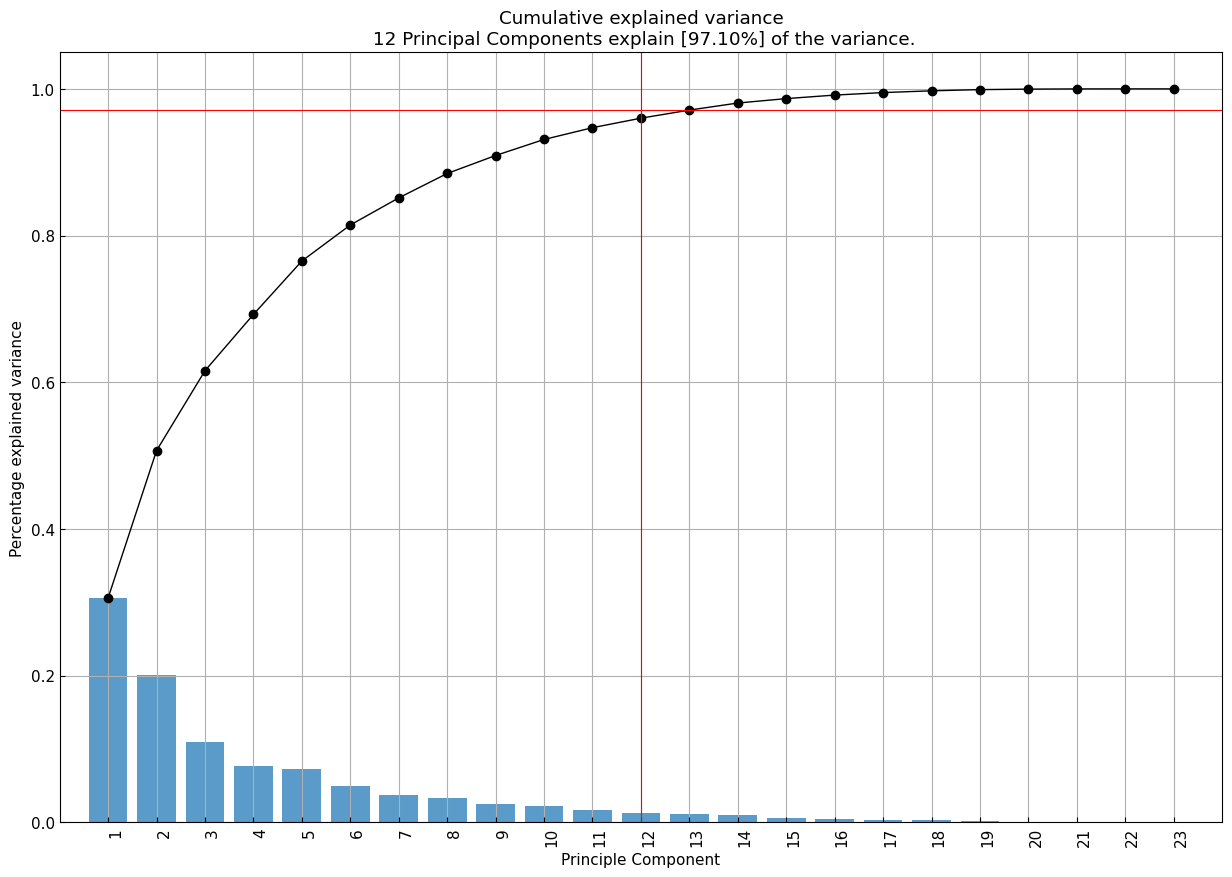 Cumulative explained variance
12 Principal Components explain [97.10%] of the variance.
Percentage explained variance
1.0
0.8
0.6
0.4
0.2
0.0
1 2 3 4 5 6 7 8 9 10 11 12 13 14 15 16 17 18 19 20 21 22 23
Principle Component